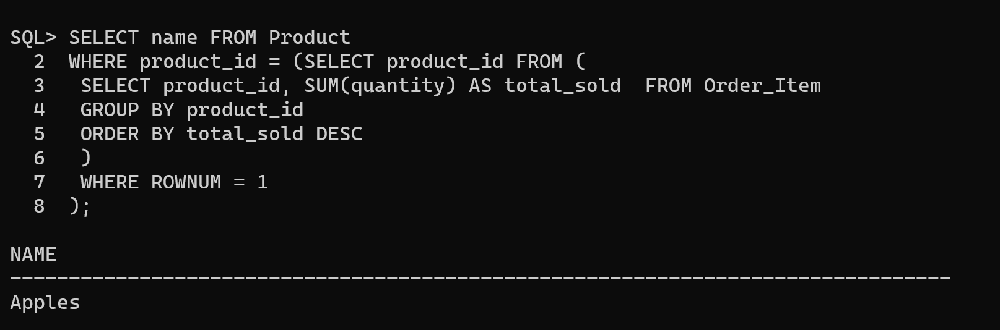 SQL> SELECT name FROM Product
  2  WHERE product_id = (SELECT product_id FROM (
  3   SELECT product_id, SUM(quantity) AS total_sold  FROM Order_Item
  4   GROUP BY product_id
  5   ORDER BY total_sold DESC
  6   )
  7   WHERE ROWNUM = 1
  8  );

NAME
--------------------------------------------------------------------------------
Apples